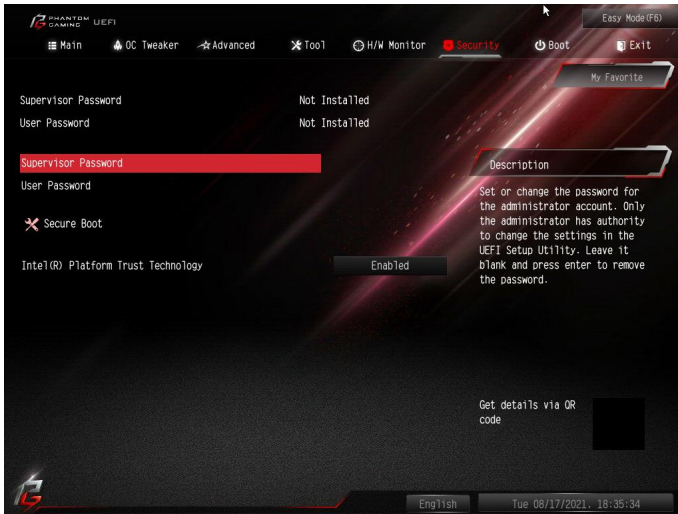 PHANTOM GAMING UEFI
Easy Mode(F6)
Main OC Tweaker Advanced Tool H/W Monitor Security Boot Exit
My Favorite
Supervisor Password Not Installed
User Password Not Installed
Supervisor Password
User Password
Secure Boot
Intel(R) Platform Trust Technology Enabled
Description
Set or change the password for
the administrator account. Only
the administrator has authority
to change the settings in the
UEFI Setup Utility. Leave it
blank and press enter to remove
the password.
Get details via QR
code
English
Tue 08/17/2021, 18:35:34